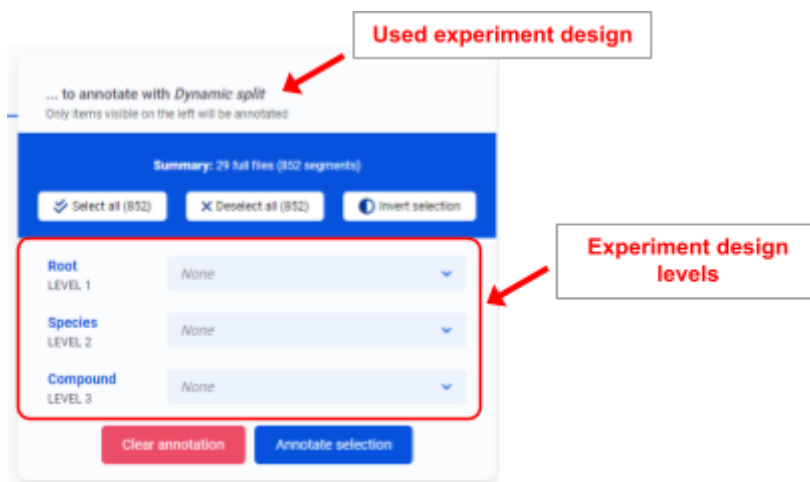 Used experiment design
... to annotate with Dynamic split
Only items visible on the left will be annotated
Summary: 29 full files (852 segments)
Select all (852)
Deselect all (852)
Invert selection
Experiment design
levels
Root
LEVEL 1
None
Species
LEVEL 2
None
Compound
LEVEL 3
None
Clear annotation
Annotate selection